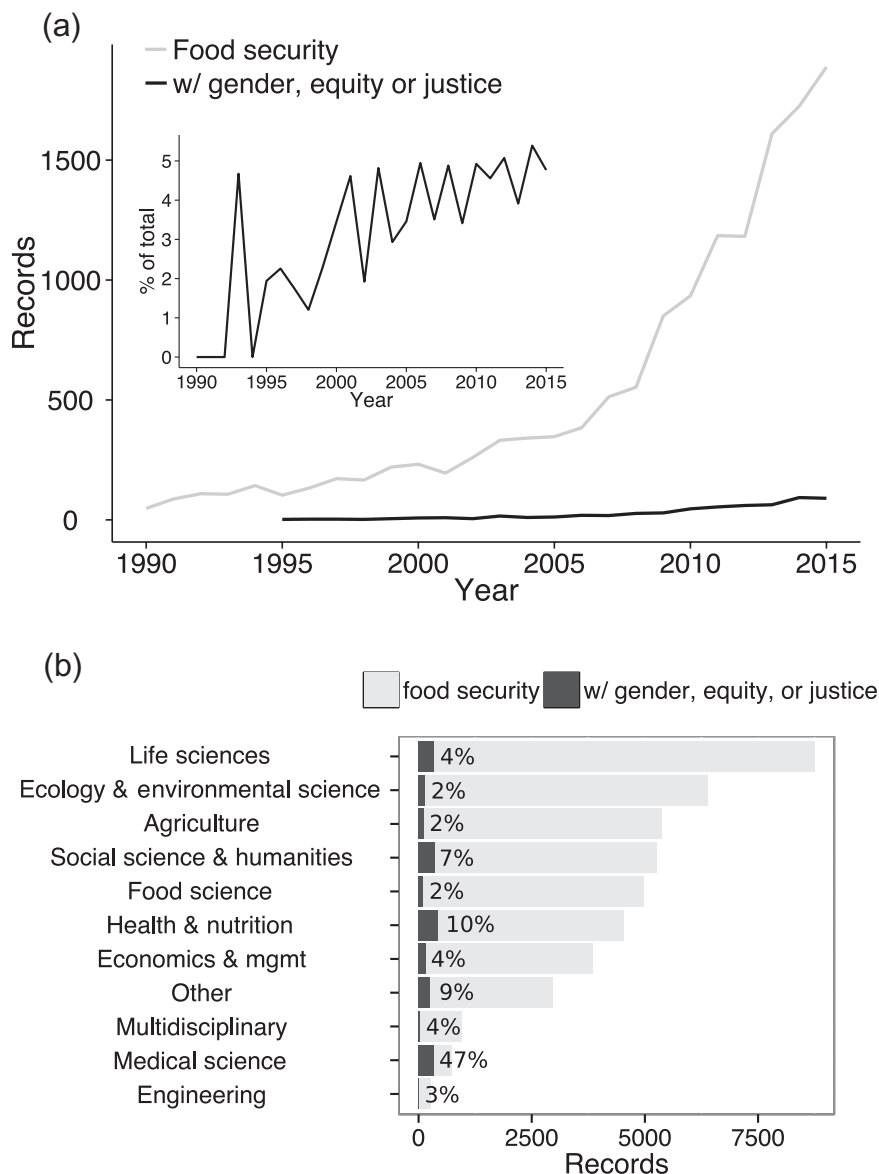 (a)
Food security
w/ gender, equity or justice
Records
1500
1000
500
0
1990 1995 2000 2005 2010 2015
Year
% of total
5
4
3
2
1
0
1990 1995 2000 2005 2010 2015
Year
(b)
food security w/ gender, equity, or justice
Life sciences 4%
Ecology & environmental science 2%
Agriculture 2%
Social science & humanities 7%
Food science 2%
Health & nutrition 10%
Economics & mgmt 4%
Other 9%
Multidisciplinary 4%
Medical science 47%
Engineering 3%
0 2500 5000 7500
Records